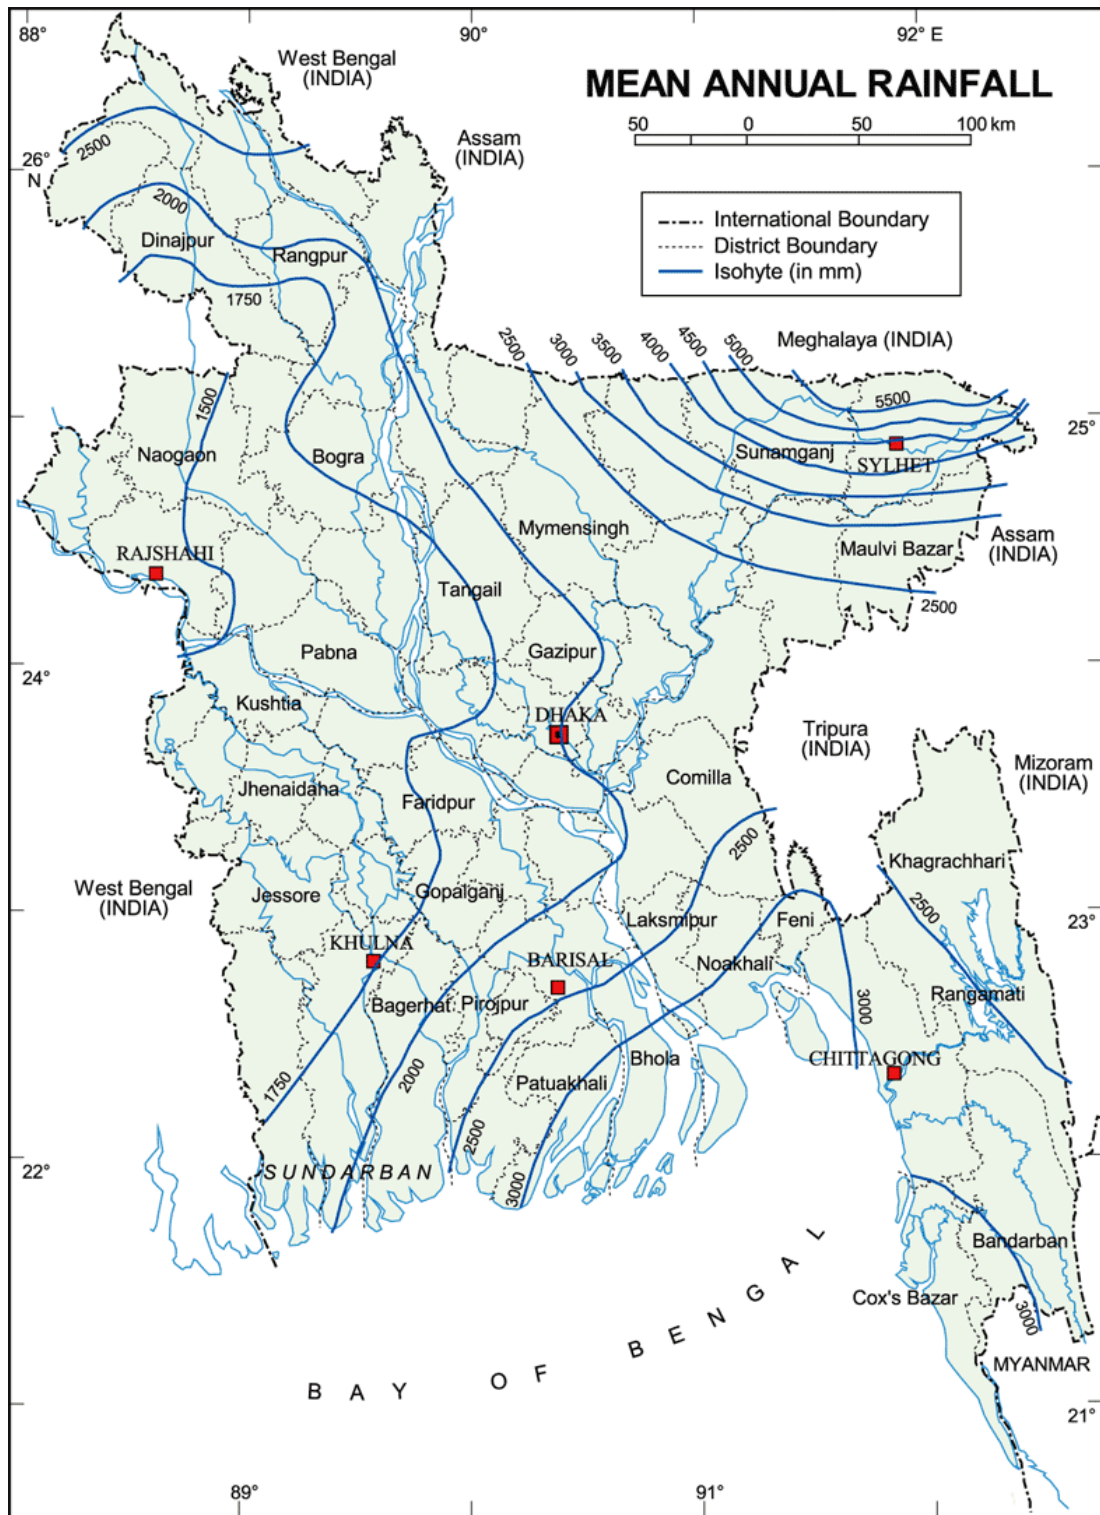 88°
90°
92° E
West Bengal
(INDIA)
MEAN ANNUAL RAINFALL
50 0 50 100 km
Assam
(INDIA)
2500
26°
N
2000
International Boundary
District Boundary
Isohyte (in mm)
Dinajpur
Rangpur
1750
Meghalaya (INDIA)
2500
3000
3500
4000
4500
5000
5500
1500
25°
Naogaon
Bogra
Sunamganj
SYLHET
Mymensingh
Assam
(INDIA)
Maulvi Bazar
RAJSHAHI
Tangail
2500
Pabna
Gazipur
24°
Kushtia
DHAKA
Tripura
(INDIA)
Mizoram
(INDIA)
Comilla
Jhenaidaha
Faridpur
2500
Khagrachhari
West Bengal
(INDIA)
Jessore
Gopalganj
Laksmipur
Feni
2500
23°
KHULNA
BARISAL
Noakhali
Rangamati
Bagerhat
Pirojpur
3000
Bhola
CHITTAGONG
Patuakhali
1750
2000
2500
3000
22°
SUNDARBAN
Bandarban
Cox's Bazar
3000
MYANMAR
BAY OF BENGAL
21°
89°
91°